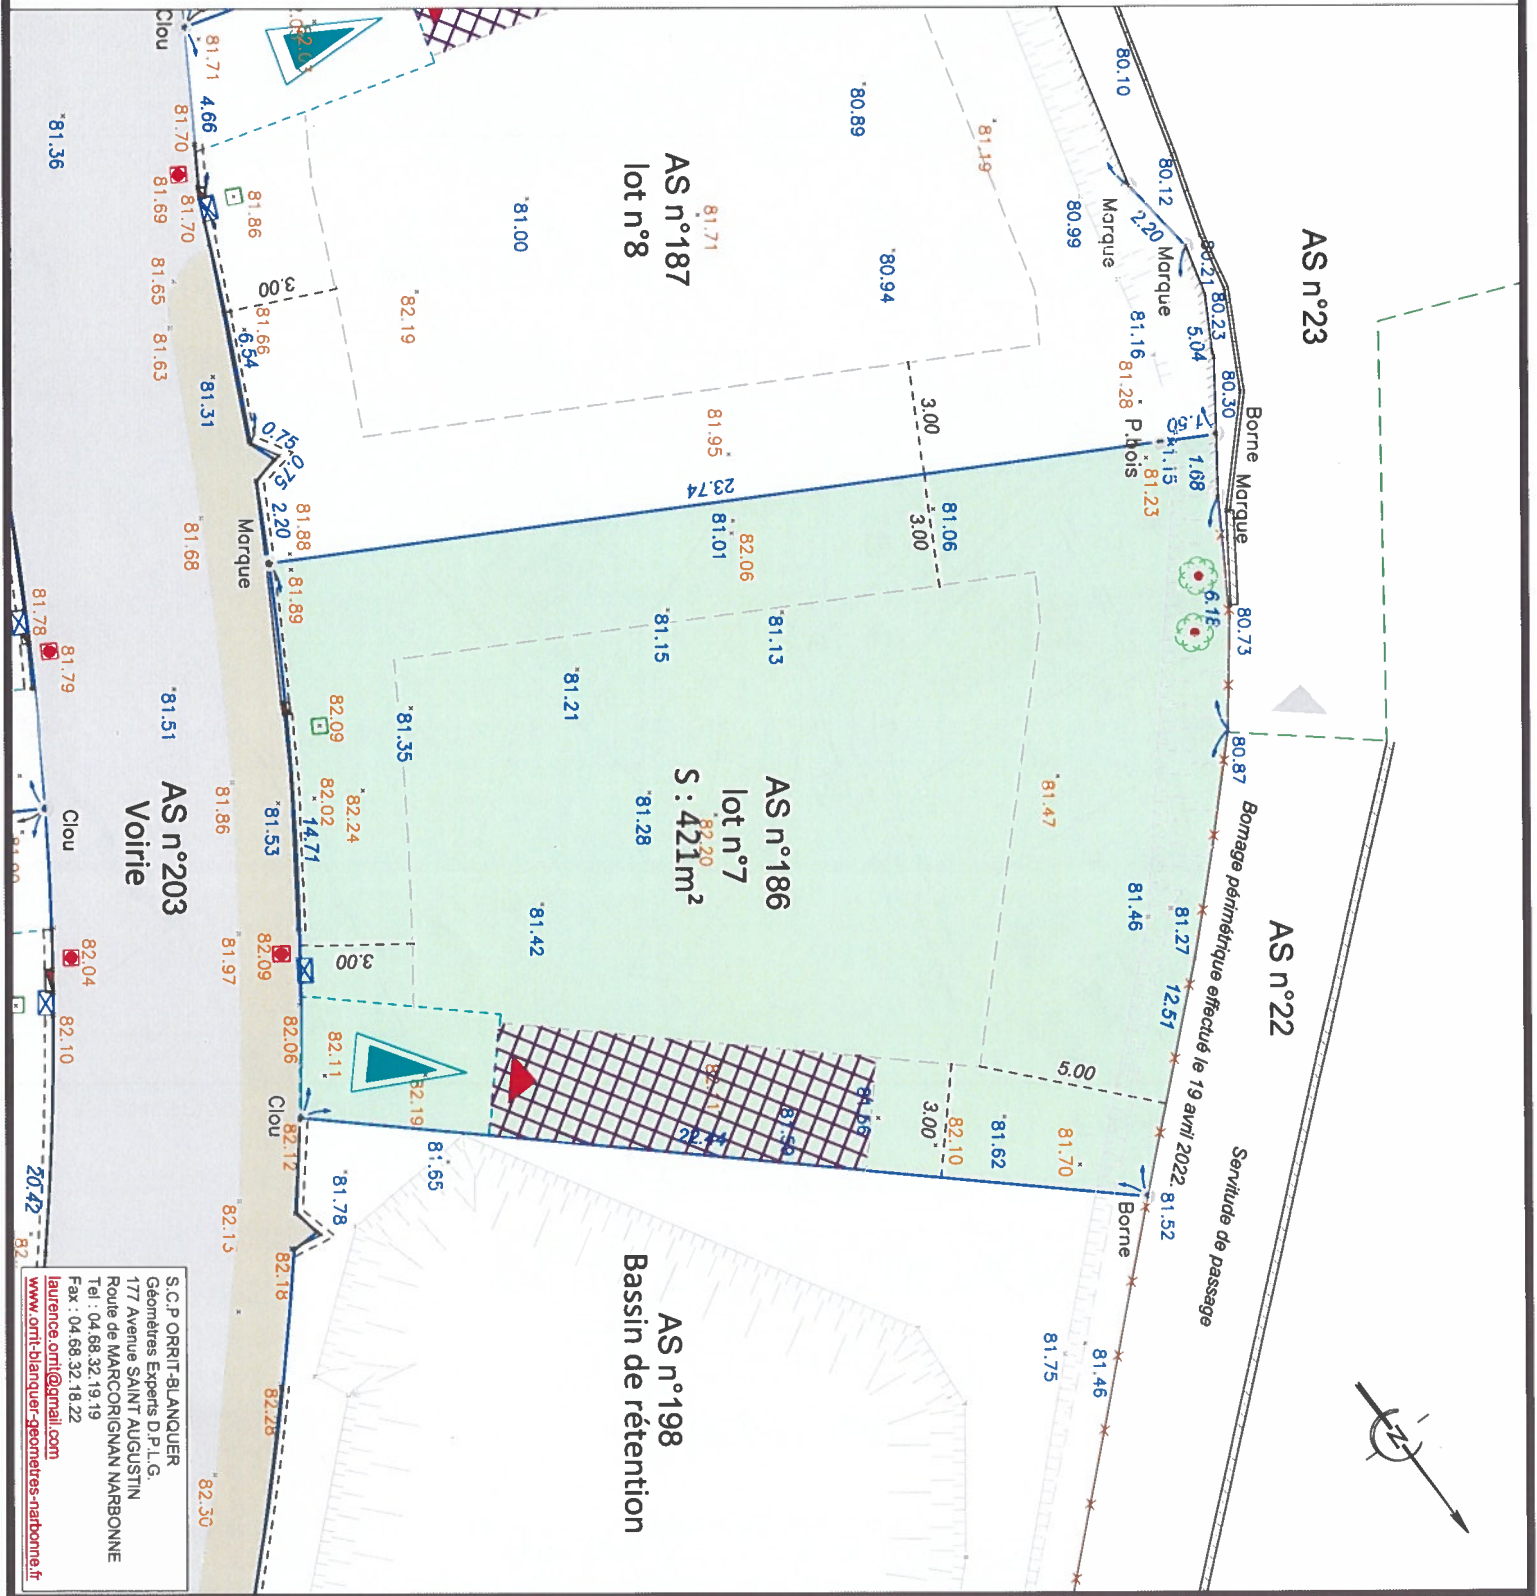 AS n°23
AS n°22
Servitude de passage
Bornage périmétrique effectué le 19 avril 2022.
N
80.10
80.12
80.21
80.23
80.30
80.73
80.87
2.20
5.04
1.68
6.18
12.51
Borne
Marque
Marque
Marque
P.bois
81.16
81.28
81.23
80.99
81.19
80.89
80.94
81.71
AS n°187
lot n°8
81.00
82.19
81.95
3.00
3.00
81.06
23.74
81.01
82.06
81.13
81.15
81.21
81.35
81.47
81.46
81.27
AS n°186
lot n°7
82.20
S : 421m²
81.28
81.42
5.00
3.00
82.10
81.62
81.70
81.52
Borne
22.44
82.11
82.19
81.65
81.78
81.46
81.75
AS n°198
Bassin de rétention
Clou
81.71
4.66
81.70
81.86
81.69
81.70
81.65
81.63
3.00
81.66
6.54
81.31
0.75
0.75
2.20
81.88
Marque
81.89
81.68
82.09
82.02
82.24
14.71
81.53
81.86
3.00
82.09
81.97
82.06
82.11
Clou
82.12
82.13
82.18
82.28
82.30
81.36
81.51
AS n°203
Voirie
81.78
81.79
Clou
82.04
82.10
20.42
S.C.P ORRIT-BLANQUER
Géomètres Experts D.P.L.G.
177 Avenue SAINT AUGUSTIN
Route de MARCORIGNAN NARBONNE
Tel : 04.68.32.19.19
Fax : 04.68.32.18.22
laurence.orrit@gmail.com
www.orrit-blanquer-geometres-narbonne.fr